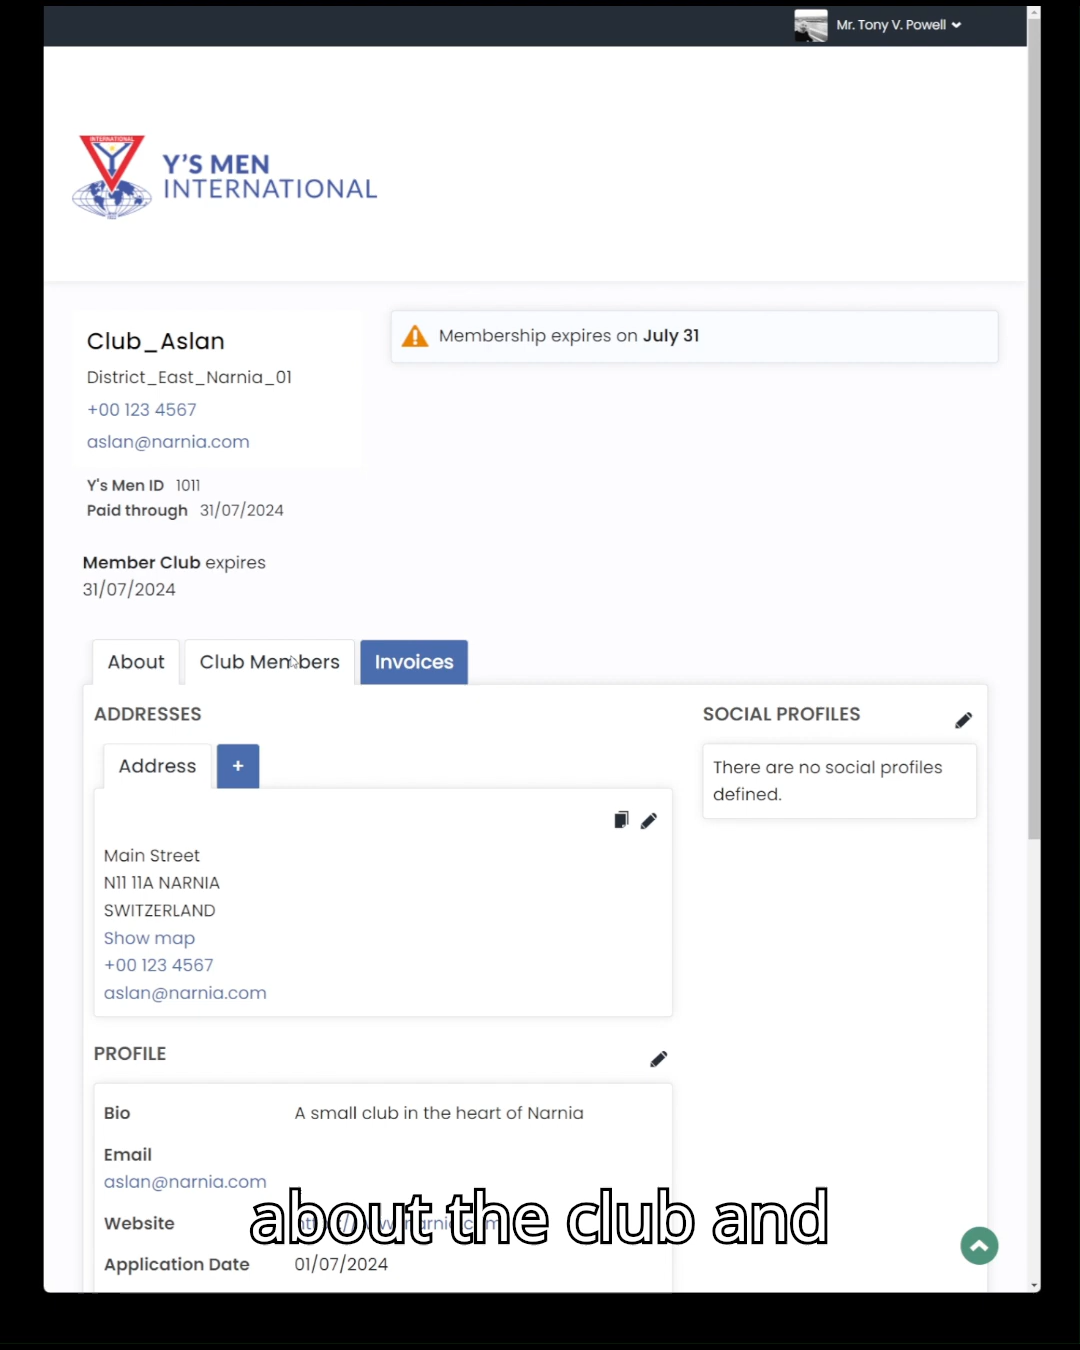 Mr. Tony V. Powell
INTERNATIONAL
Y'S MEN
INTERNATIONAL
Club_Aslan
District_East_Narnia_01
+00 123 4567
aslan@narnia.com
Y's Men ID 1011
Paid through 31/07/2024
Member Club expires
31/07/2024
Membership expires on July 31
About Club Members Invoices
ADDRESSES
Address +
Main Street
N11 11A NARNIA
SWITZERLAND
Show map
+00 123 4567
aslan@narnia.com
SOCIAL PROFILES
There are no social profiles
defined.
PROFILE
Bio A small club in the heart of Narnia
Email
aslan@narnia.com
Website
about the club and
Application Date 01/07/2024